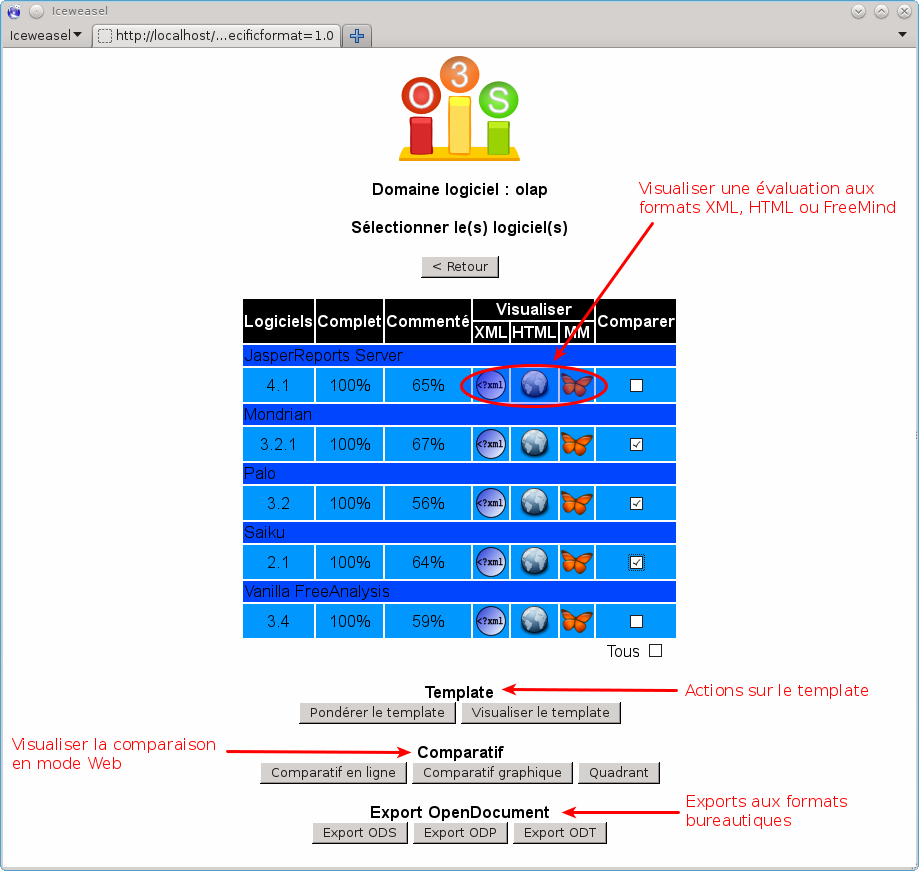 Iceweasel
Iceweasel
http://localhost/...ecificformat=1.0
O3S
Domaine logiciel : olap
Visualiser une évaluation aux
formats XML, HTML ou FreeMind
Sélectionner le(s) logiciel(s)
< Retour
Logiciels Complet Commenté Visualiser Comparer
XML HTML MM
JasperReports Server
4.1 100% 65% <?xml
Mondrian
3.2.1 100% 67% <?xml
Palo
3.2 100% 56% <?xml
Saiku
2.1 100% 64% <?xml
Vanilla FreeAnalysis
3.4 100% 59% <?xml
Tous
Template
Actions sur le template
Pondérer le template Visualiser le template
Visualiser la comparaison
en mode Web
Comparatif
Comparatif en ligne Comparatif graphique Quadrant
Export OpenDocument
Exports aux formats
bureautiques
Export ODS Export ODP Export ODT